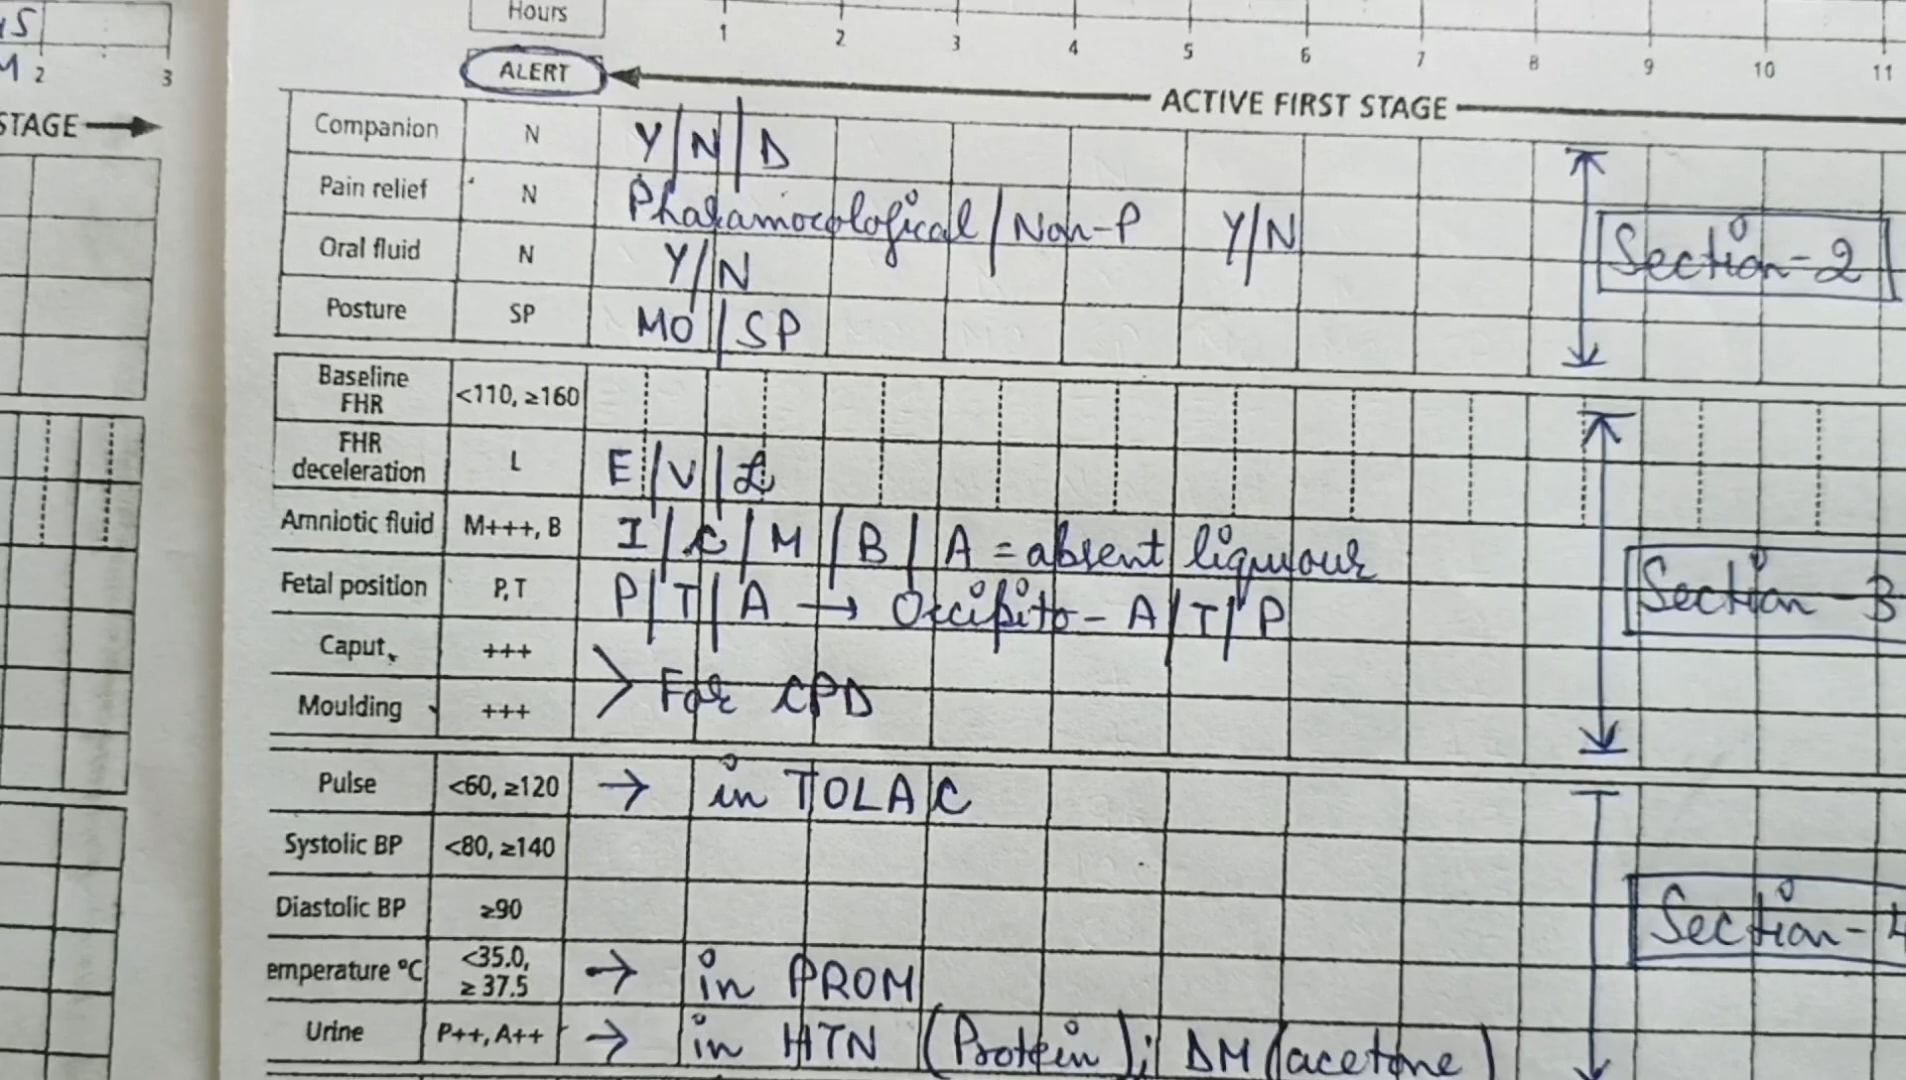 Hours
1 2 3 4 5 6 7 8 9 10 11
2 3
ALERT
ACTIVE FIRST STAGE
STAGE
Companion N Y/N/D
Pain relief N Pharamocological/Non-P Y/N
Section-2
Oral fluid N Y/N
Posture SP MO/SP
Baseline FHR <110, ≥160
FHR deceleration L E/V/L
Amniotic fluid M+++, B I/C/M/B/A = absent liquour
Fetal position P, T P/T/A → Occipito-A/T/P
Section-3
Caput +++
> For CPD
Moulding +++
Pulse <60, ≥120 → in TOLAC
Systolic BP <80, ≥140
Diastolic BP ≥90
Section-4
emperature °C <35.0, ≥ 37.5 → in PROM
Urine P++, A++ → in HTN (Protein); DM (acetone)